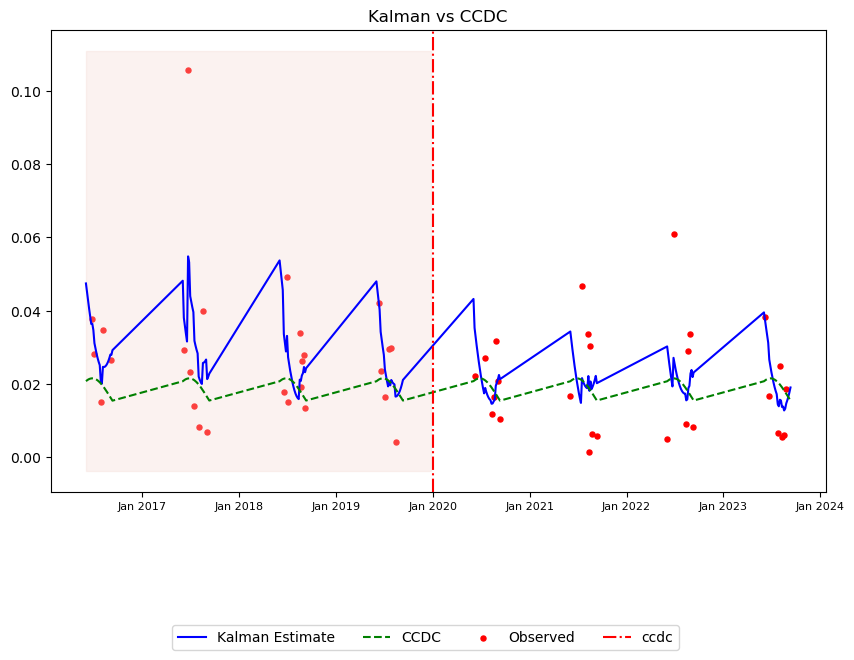 Kalman vs CCDC
0.10
0.08
0.06
0.04
0.02
0.00
Jan 2017 Jan 2018 Jan 2019 Jan 2020 Jan 2021 Jan 2022 Jan 2023 Jan 2024
Kalman Estimate CCDC Observed ccdc